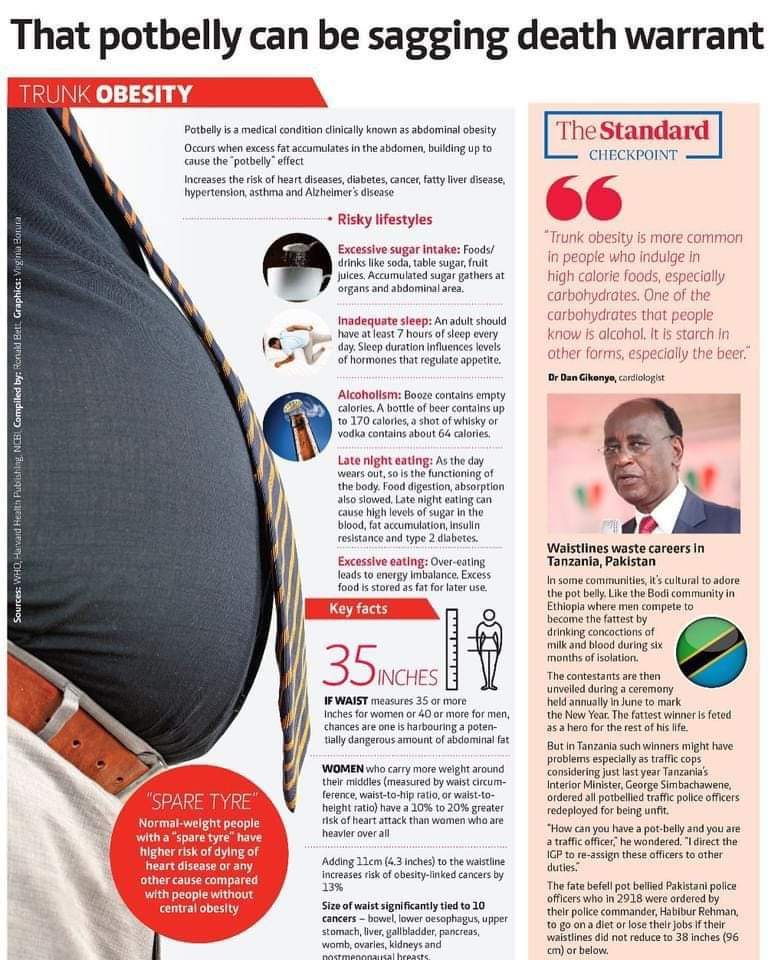 That potbelly can be sagging death warrant
TRUNK OBESITY
Potbelly is a medical condition clinically known as abdominal obesity
Occurs when excess fat accumulates in the abdomen, building up to
cause the "potbelly" effect
Increases the risk of heart diseases, diabetes, cancer, fatty liver disease,
hypertension, asthma and Alzheimer's disease
Risky lifestyles
Excessive sugar intake: Foods/
drinks like soda, table sugar, fruit
juices. Accumulated sugar gathers at
organs and abdominal area.
Inadequate sleep: An adult should
have at least 7 hours of sleep every
day. Sleep duration influences levels
of hormones that regulate appetite.
Alcoholism: Booze contains empty
calories. A bottle of beer contains up
to 170 calories, a shot of whisky or
vodka contains about 64 calories.
Late night eating: As the day
wears out, so is the functioning of
the body. Food digestion, absorption
also slowed. Late night eating can
cause high levels of sugar in the
blood, fat accumulation, insulin
resistance and type 2 diabetes.
Excessive eating: Over-eating
leads to energy imbalance. Excess
food is stored as fat for later use.
Key facts
35 INCHES
IF WAIST measures 35 or more
inches for women or 40 or more for men,
chances are one is harbouring a poten-
tially dangerous amount of abdominal fat
WOMEN who carry more weight around
their middles (measured by waist circum-
ference, waist-to-hip ratio, or waist-to-
height ratio) have a 10% to 20% greater
risk of heart attack than women who are
heavier over all
Adding 11cm (4.3 inches) to the waistline
increases risk of obesity-linked cancers by
13%
Size of waist significantly tied to 10
cancers – bowel, lower oesophagus, upper
stomach, liver, gallbladder, pancreas,
womb, ovaries, kidneys and
postmenopausal breasts.
"SPARE TYRE"
Normal-weight people
with a "spare tyre" have
higher risk of dying of
heart disease or any
other cause compared
with people without
central obesity
Sources: WHO, Harvard Health Publishing, NCBI. Compiled by: Ronald Bett. Graphics: Virginia Borura
The Standard
CHECKPOINT
"Trunk obesity is more common
in people who indulge in
high calorie foods, especially
carbohydrates. One of the
carbohydrates that people
know is alcohol. It is starch in
other forms, especially the beer."
Dr Dan Gikonyo, cardiologist
Waistlines waste careers in
Tanzania, Pakistan
In some communities, it's cultural to adore
the pot belly. Like the Bodi community in
Ethiopia where men compete to
become the fattest by
drinking concoctions of
milk and blood during six
months of isolation.
The contestants are then
unveiled during a ceremony
held annually in June to mark
the New Year. The fattest winner is feted
as a hero for the rest of his life.
But in Tanzania such winners might have
problems especially as traffic cops
considering just last year Tanzania's
Interior Minister, George Simbachawene,
ordered all potbellied traffic police officers
redeployed for being unfit.
"How can you have a pot-belly and you are
a traffic officer," he wondered. "I direct the
IGP to re-assign these officers to other
duties."
The fate befell pot bellied Pakistani police
officers who in 2918 were ordered by
their police commander, Habibur Rehman,
to go on a diet or lose their jobs if their
waistlines did not reduce to 38 inches (96
cm) or below.